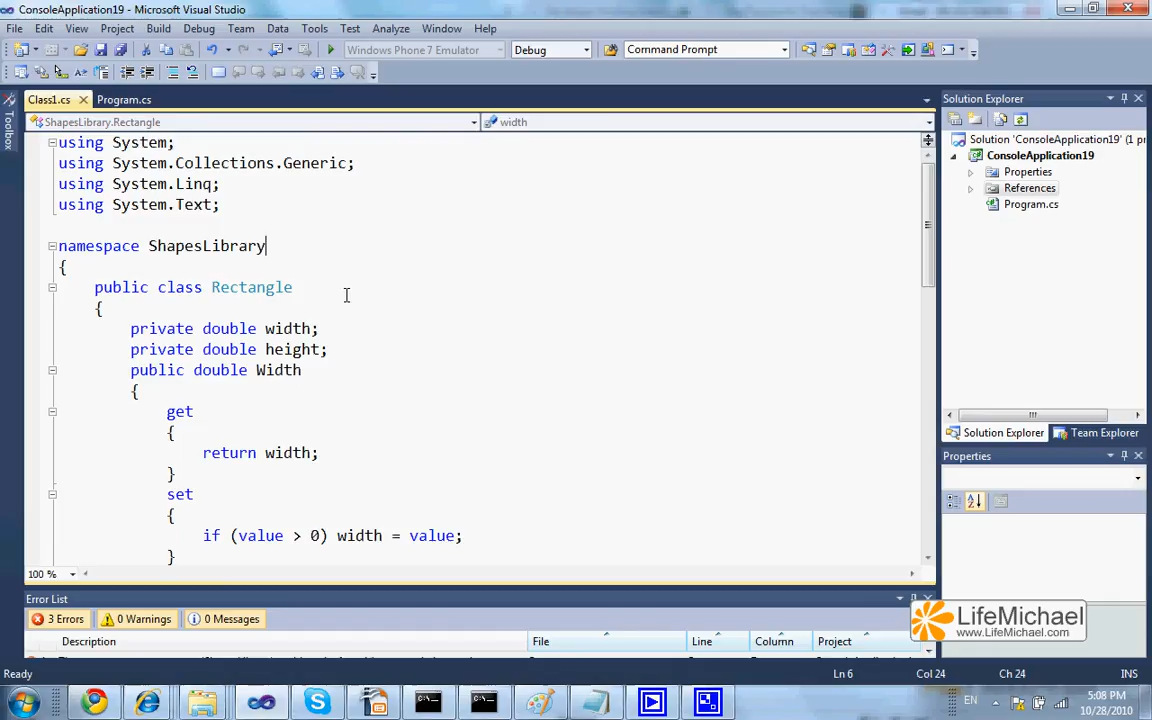 ConsoleApplication19 - Microsoft Visual Studio
File Edit View Project Build Debug Team Data Tools Test Analyze Window Help
Windows Phone 7 Emulator Debug Command Prompt
Toolbox
Class1.cs Program.cs
ShapesLibrary.Rectangle width
using System;
using System.Collections.Generic;
using System.Linq;
using System.Text;
namespace ShapesLibrary
{
public class Rectangle
{
private double width;
private double height;
public double Width
{
get
{
return width;
}
set
{
if (value > 0) width = value;
}
100 %
Solution Explorer
Solution 'ConsoleApplication19' (1 pr
ConsoleApplication19
Properties
References
Program.cs
Solution Explorer Team Explorer
Properties
Error List
3 Errors 0 Warnings 0 Messages
Description File Line Column Project
LifeMichael
www.LifeMichael.com
Ready Ln 6 Col 24 Ch 24 INS
EN 5:08 PM
10/28/2010